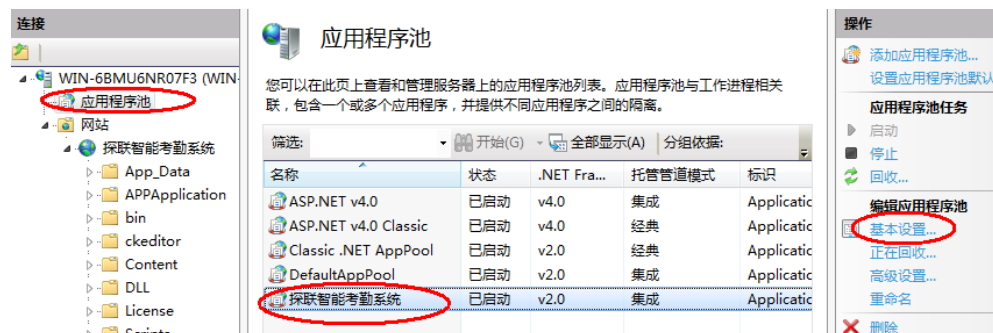 连接
WIN-6BMU6NR07F3 (WIN-
应用程序池
网站
探联智能考勤系统
App_Data
APPApplication
bin
ckeditor
Content
DLL
License
Scripts
应用程序池
您可以在此页上查看和管理服务器上的应用程序池列表。应用程序池与工作进程相关
联，包含一个或多个应用程序，并提供不同应用程序之间的隔离。
筛选: 开始(G) 全部显示(A) 分组依据:
名称 状态 .NET Fra... 托管管道模式 标识
ASP.NET v4.0 已启动 v4.0 集成 Applicatic
ASP.NET v4.0 Classic 已启动 v4.0 经典 Applicatic
Classic .NET AppPool 已启动 v2.0 经典 Applicatic
DefaultAppPool 已启动 v2.0 集成 Applicatic
探联智能考勤系统 已启动 v2.0 集成 Applicatic
操作
添加应用程序池...
设置应用程序池默认
应用程序池任务
启动
停止
回收...
编辑应用程序池
基本设置...
正在回收...
高级设置...
重命名
删除